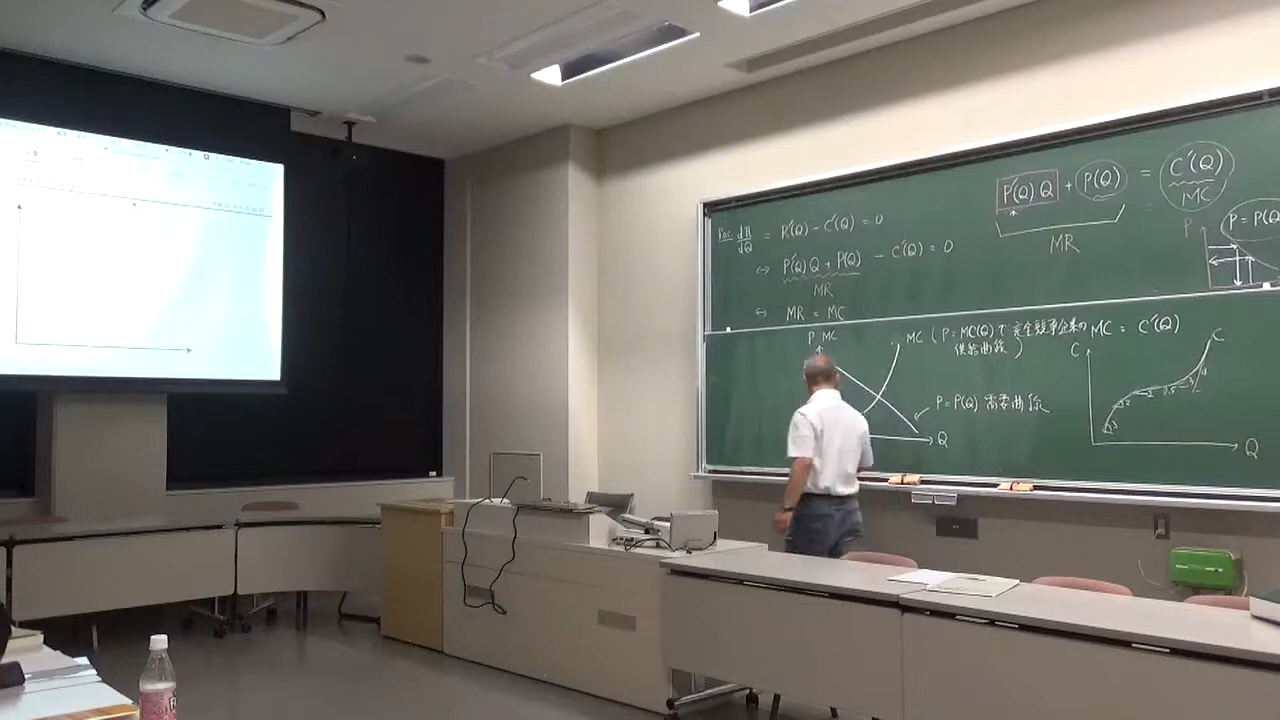 Foc. dπ/dQ = R'(Q) - C'(Q) = 0
⇔ P'(Q)Q + P(Q) - C'(Q) = 0
MR
⇔ MR = MC
P'(Q)Q + P(Q) = C'(Q)
MC
MR
P
P = P(Q
P MC
MC (P = MC(Q)で完全競争企業の
供給曲線)
P = P(Q) 需要曲線
Q
MC = C'(Q)
C
C
Q